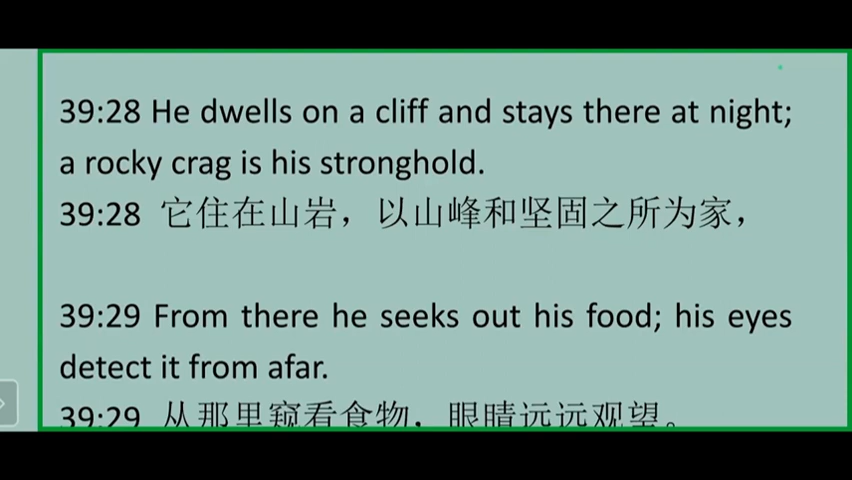 39:28 He dwells on a cliff and stays there at night;
a rocky crag is his stronghold.
39:28 它住在山岩，以山峰和坚固之所为家，
39:29 From there he seeks out his food; his eyes
detect it from afar.
39:29 从那里窥看食物，眼睛远远观望。